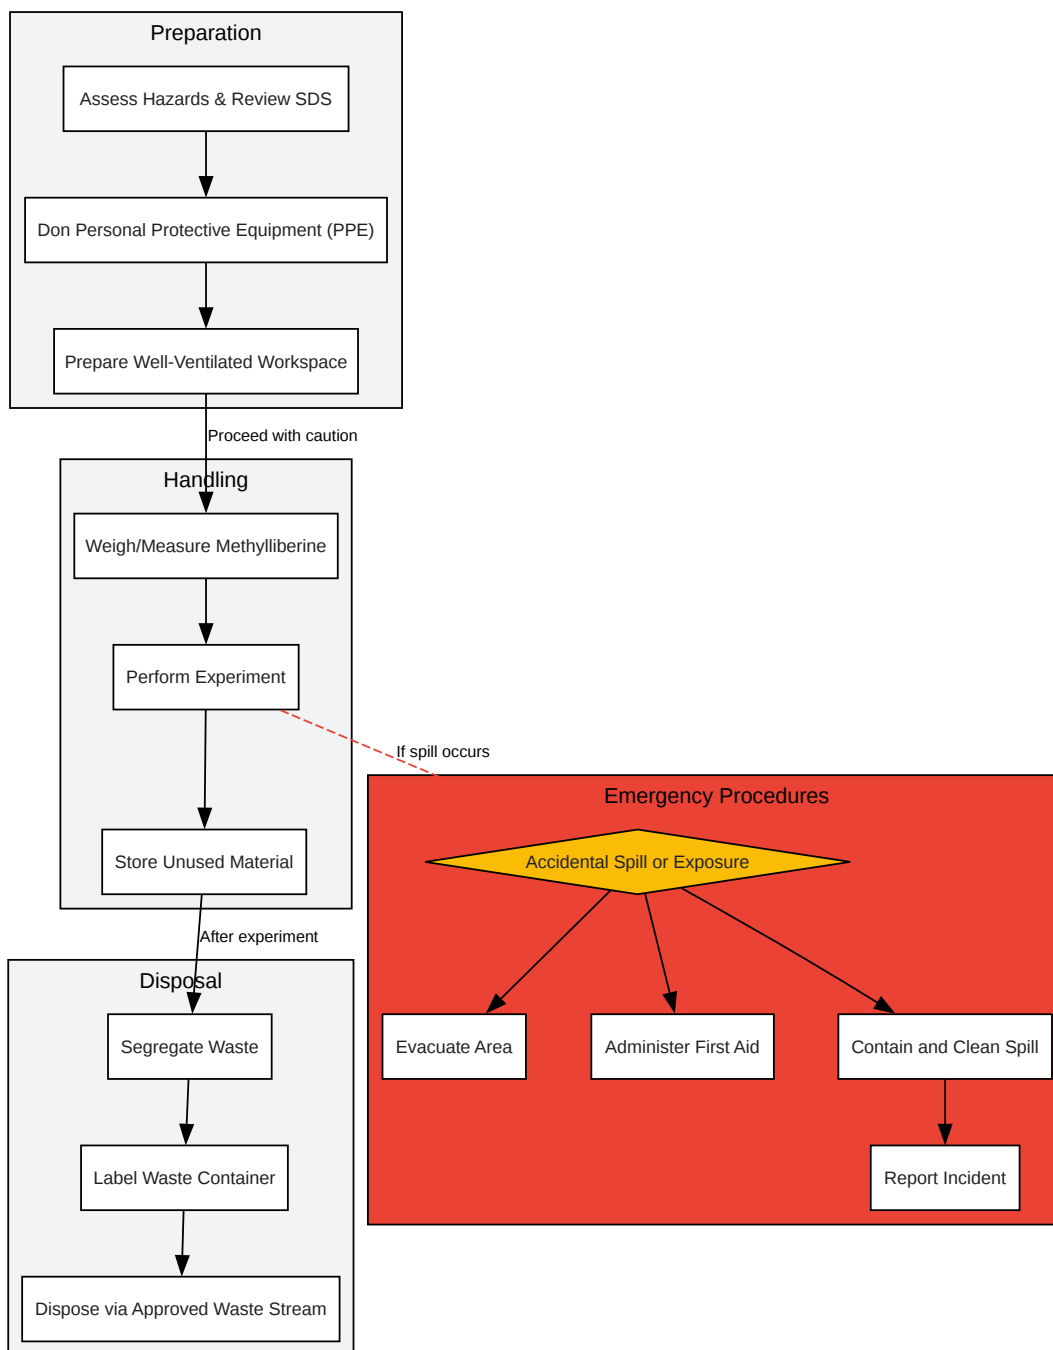 Preparation
Assess Hazards & Review SDS
Don Personal Protective Equipment (PPE)
Prepare Well-Ventilated Workspace
Proceed with caution
Handling
Weigh/Measure Methylliberine
Perform Experiment
If spill occurs
Store Unused Material
After experiment
Emergency Procedures
Accidental Spill or Exposure
Evacuate Area
Administer First Aid
Contain and Clean Spill
Report Incident
Disposal
Segregate Waste
Label Waste Container
Dispose via Approved Waste Stream